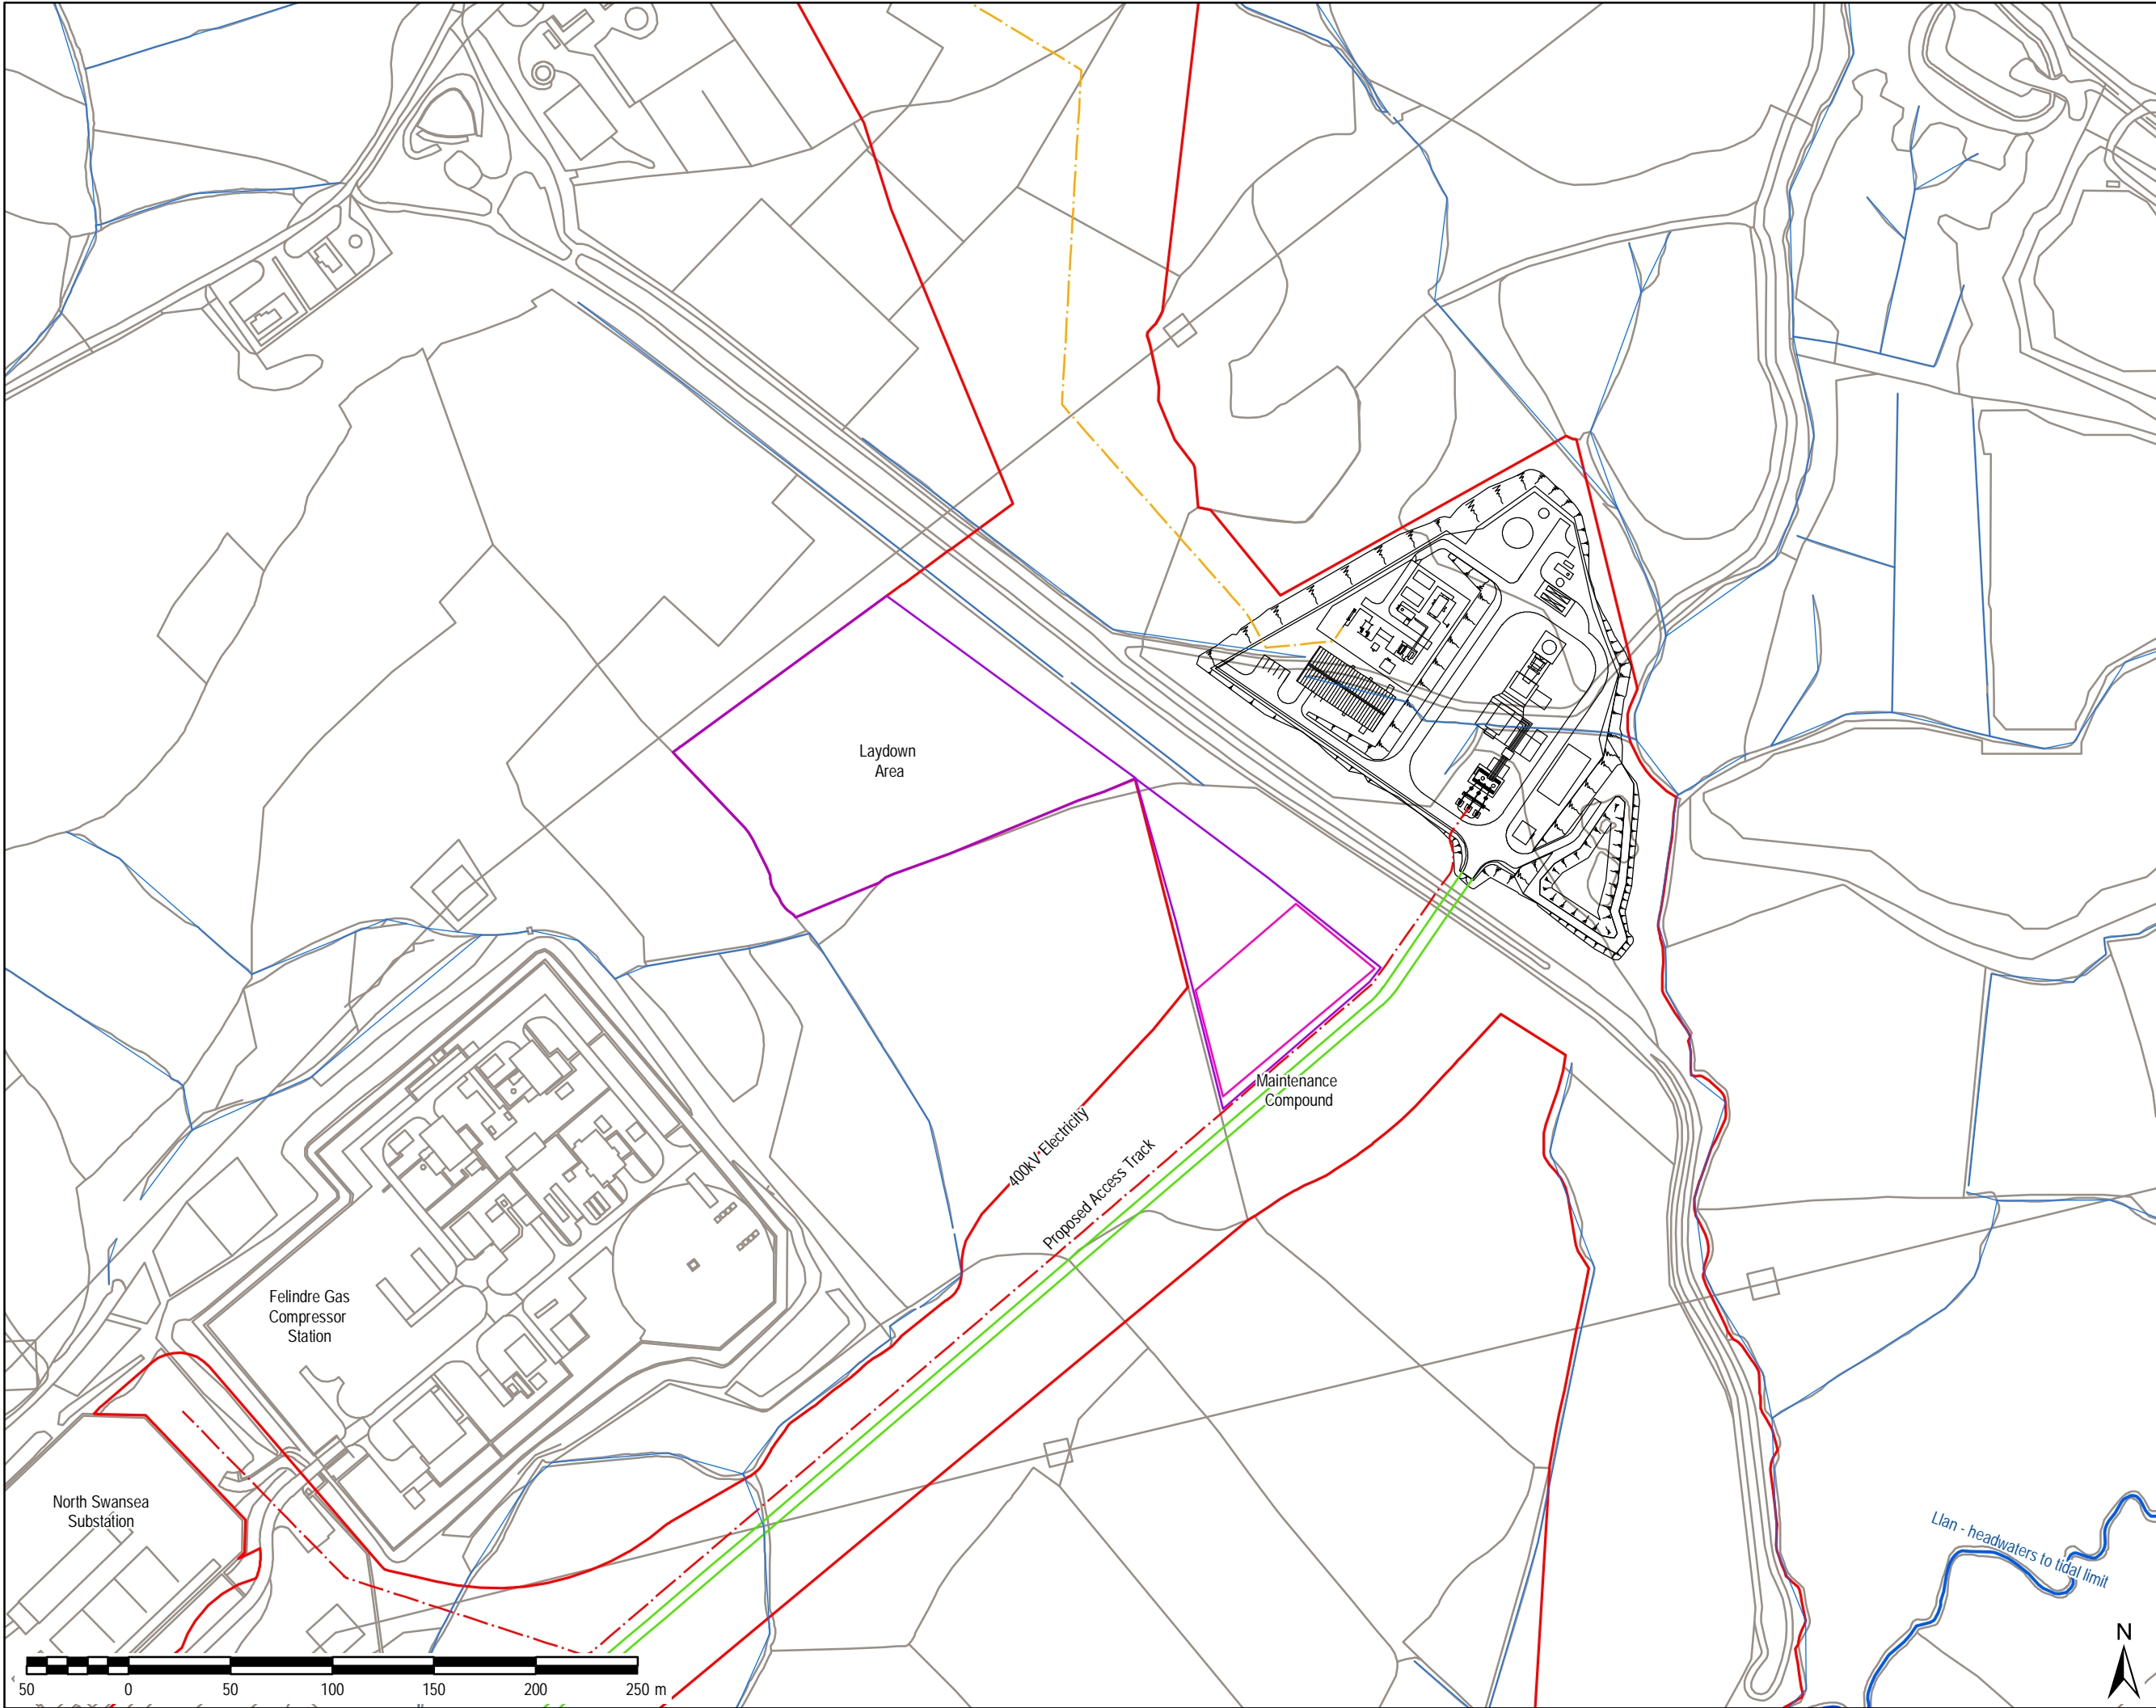 Laydown
Area
Maintenance
Compound
400kV Electricity
Proposed Access Track
Felindre Gas
Compressor
Station
North Swansea
Substation
Llan - headwaters to tidal limit
N
50 0 50 100 150 200 250 m